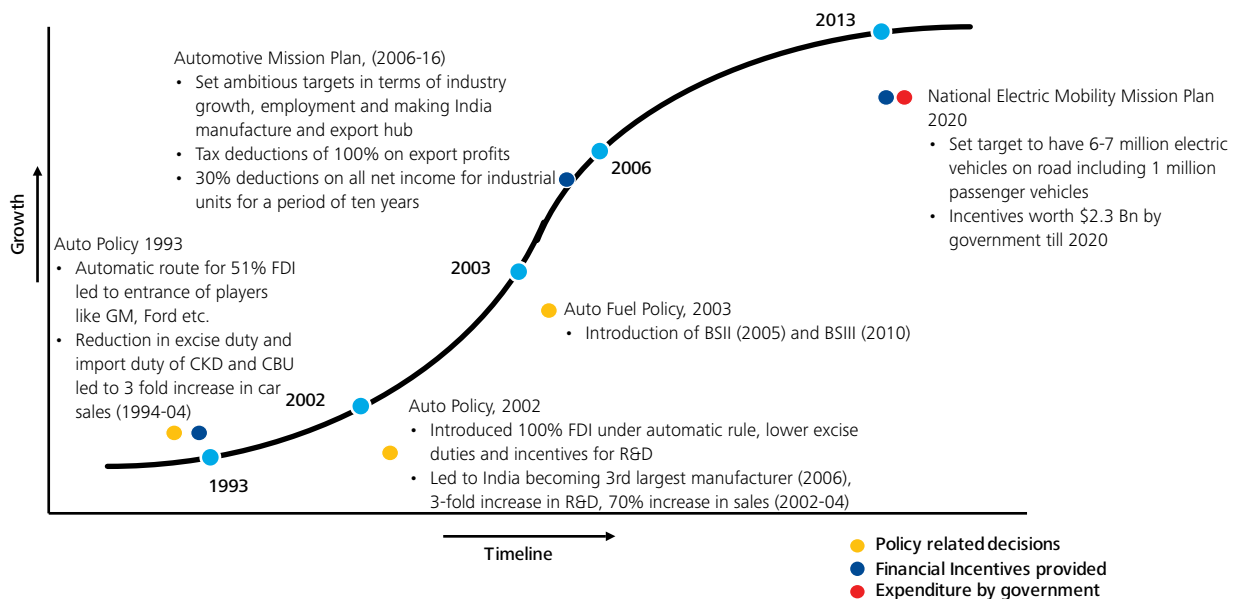 2013
Automotive Mission Plan, (2006-16)
• Set ambitious targets in terms of industry
growth, employment and making India
manufacture and export hub
• Tax deductions of 100% on export profits
• 30% deductions on all net income for industrial
units for a period of ten years
2006
National Electric Mobility Mission Plan
2020
• Set target to have 6-7 million electric
vehicles on road including 1 million
passenger vehicles
• Incentives worth $2.3 Bn by
government till 2020
Growth
Auto Policy 1993
• Automatic route for 51% FDI
led to entrance of players
like GM, Ford etc.
• Reduction in excise duty and
import duty of CKD and CBU
led to 3 fold increase in car
sales (1994-04)
2003
Auto Fuel Policy, 2003
• Introduction of BSII (2005) and BSIII (2010)
2002
Auto Policy, 2002
• Introduced 100% FDI under automatic rule, lower excise
duties and incentives for R&D
• Led to India becoming 3rd largest manufacturer (2006),
3-fold increase in R&D, 70% increase in sales (2002-04)
1993
Timeline
Policy related decisions
Financial Incentives provided
Expenditure by government